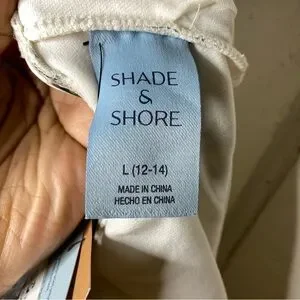 SHADE
&
SHORE
L (12-14)
MADE IN CHINA
HECHO EN CHINA